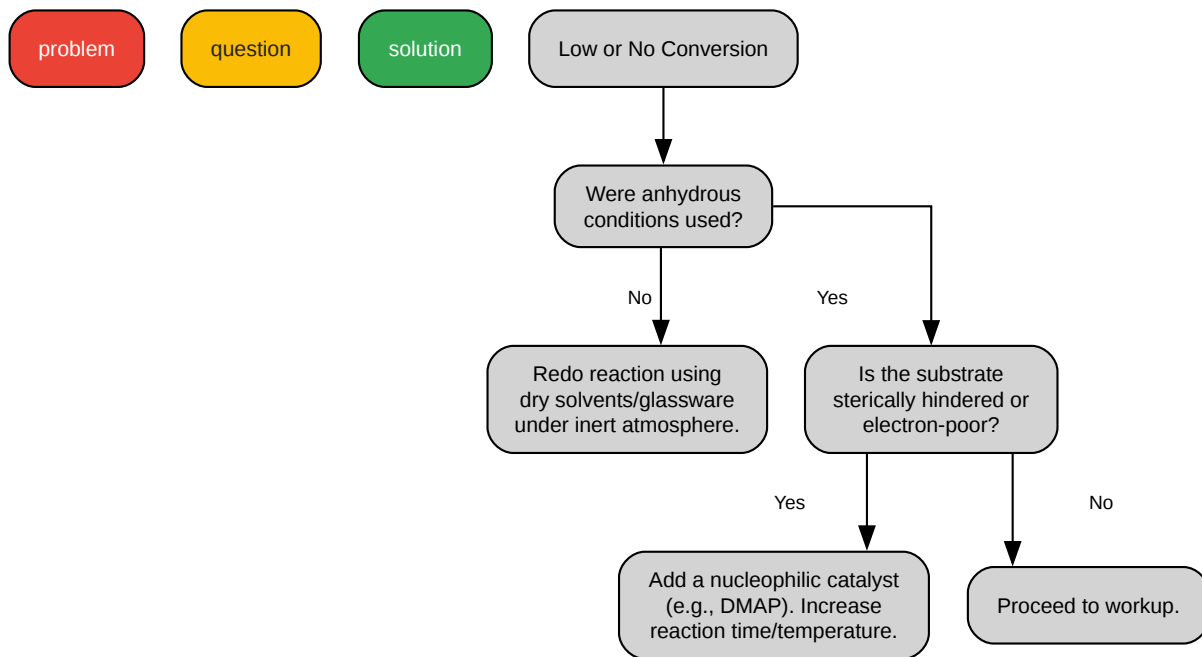 problem
question
solution
Low or No Conversion
Were anhydrous
conditions used?
No
Yes
Redo reaction using
dry solvents/glassware
under inert atmosphere.
Is the substrate
sterically hindered or
electron-poor?
Yes
No
Add a nucleophilic catalyst
(e.g., DMAP). Increase
reaction time/temperature.
Proceed to workup.